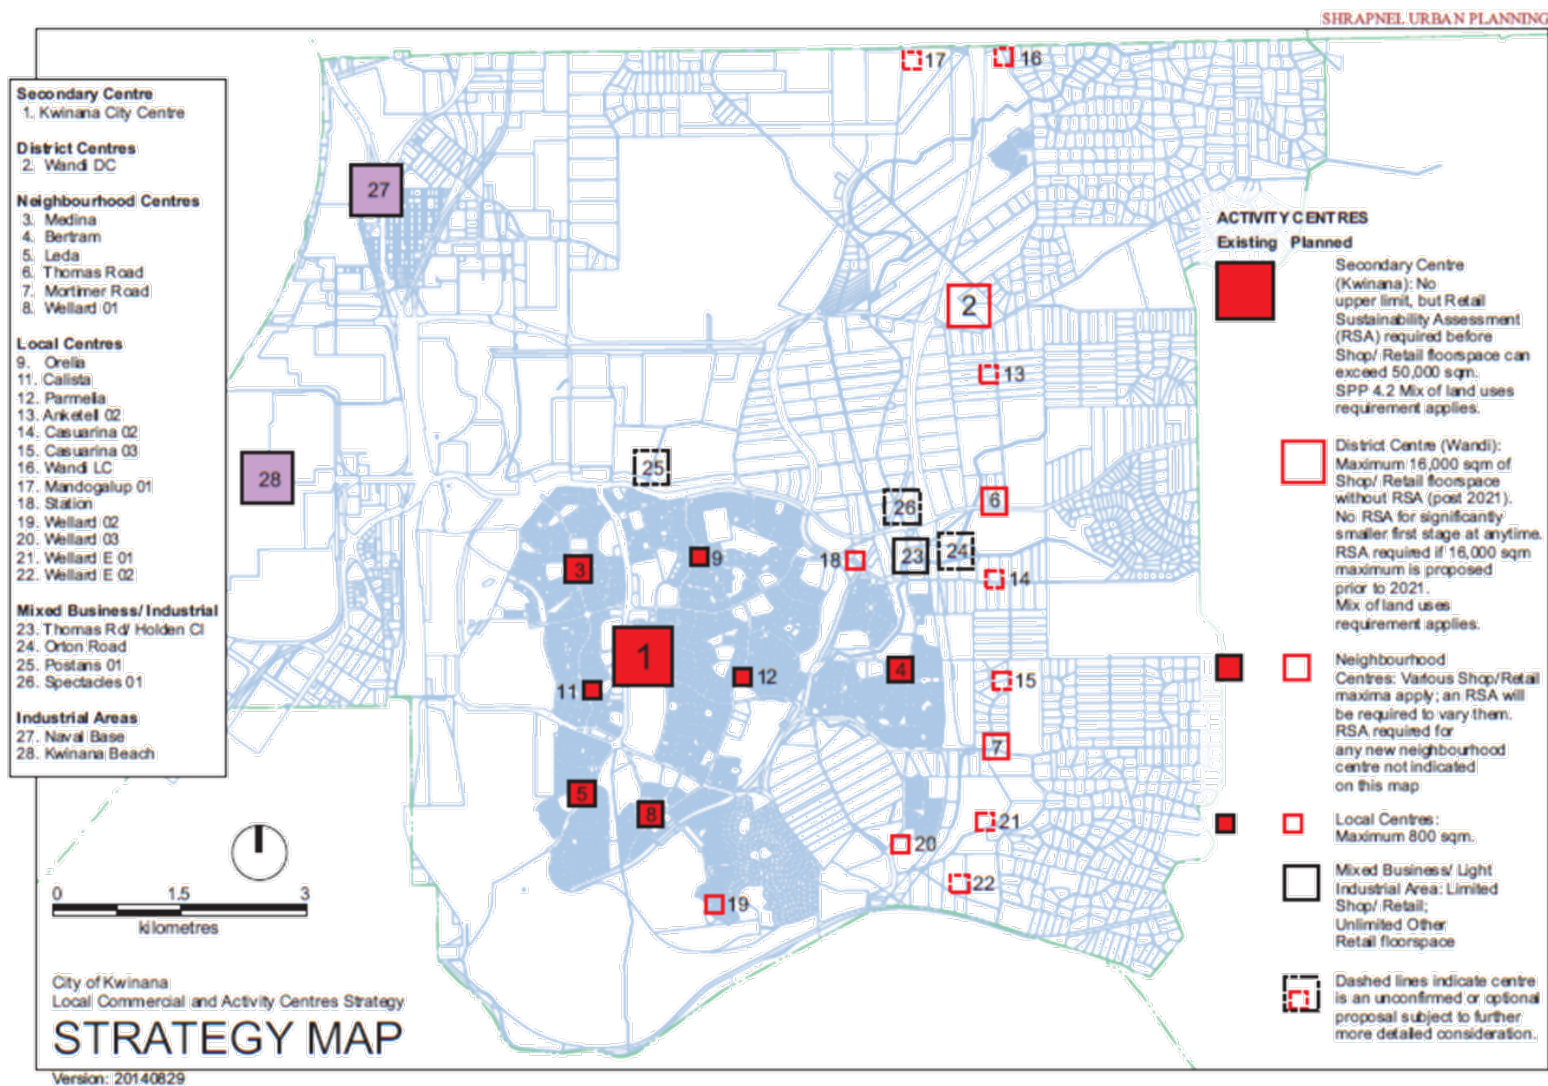 SHRAPNEL URBAN PLANNING
Secondary Centre
1. Kwinana City Centre
District Centres
2. Wandi DC
Neighbourhood Centres
3. Medina
4. Bertram
5. Leda
6. Thomas Road
7. Mortimer Road
8. Wellard 01
Local Centres
9. Orelia
11. Calista
12. Parmelia
13. Anketell 02
14. Casuarina 02
15. Casuarina 03
16. Wandi LC
17. Mandogalup 01
18. Station
19. Wellard 02
20. Wellard 03
21. Wellard E 01
22. Wellard E 02
Mixed Business/ Industrial
23. Thomas Rd/ Holden Cl
24. Orton Road
25. Postans 01
26. Spectacles 01
Industrial Areas
27. Naval Base
28. Kwinana Beach
17
16
27
2
13
28
25
26
6
18
23
24
14
3
9
1
11
12
4
15
7
5
8
21
20
22
19
ACTIVITY CENTRES
Existing Planned
Secondary Centre
(Kwinana): No
upper limit, but Retail
Sustainability Assessment
(RSA) required before
Shop/ Retail floorspace can
exceed 50,000 sqm.
SPP 4.2 Mix of land uses
requirement applies.
District Centre (Wandi):
Maximum 16,000 sqm of
Shop/ Retail floorspace
without RSA (post 2021).
No RSA for significantly
smaller first stage at anytime.
RSA required if 16,000 sqm
maximum is proposed
prior to 2021.
Mix of land uses
requirement applies.
Neighbourhood
Centres: Various Shop/Retail
maxima apply; an RSA will
be required to vary them.
RSA required for
any new neighbourhood
centre not indicated
on this map
Local Centres:
Maximum 800 sqm.
Mixed Business/ Light
Industrial Area: Limited
Shop/ Retail;
Unlimited Other
Retail floorspace
Dashed lines indicate centre
is an unconfirmed or optional
proposal subject to further
more detailed consideration.
0 1.5 3
kilometres
City of Kwinana
Local Commercial and Activity Centres Strategy
STRATEGY MAP
Version: 20140829